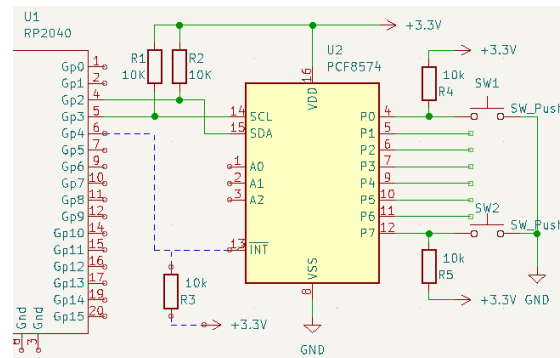 U1
RP2040
Gp0 1
Gp1 2
Gp2 4
Gp3 5
Gp4 6
Gp5 7
Gp6 9
Gp7 10
Gp8 11
Gp9 12
Gp10 14
Gp11 15
Gp12 16
Gp13 17
Gp14 19
Gp15 20
Gnd Gnd
8 3
R1
10K
R2
10K
+3.3V
U2
PCF8574
16
VDD
14 SCL
15 SDA
1 A0
2 A1
3 A2
13 INT
P0 4
P1 5
P2 6
P3 7
P4 9
P5 10
P6 11
P7 12
VSS
8
GND
10k
R3
+3.3V
+3.3V
10k
R4
SW1
SW_Push
SW2
SW_Push
10k
R5
+3.3V
GND